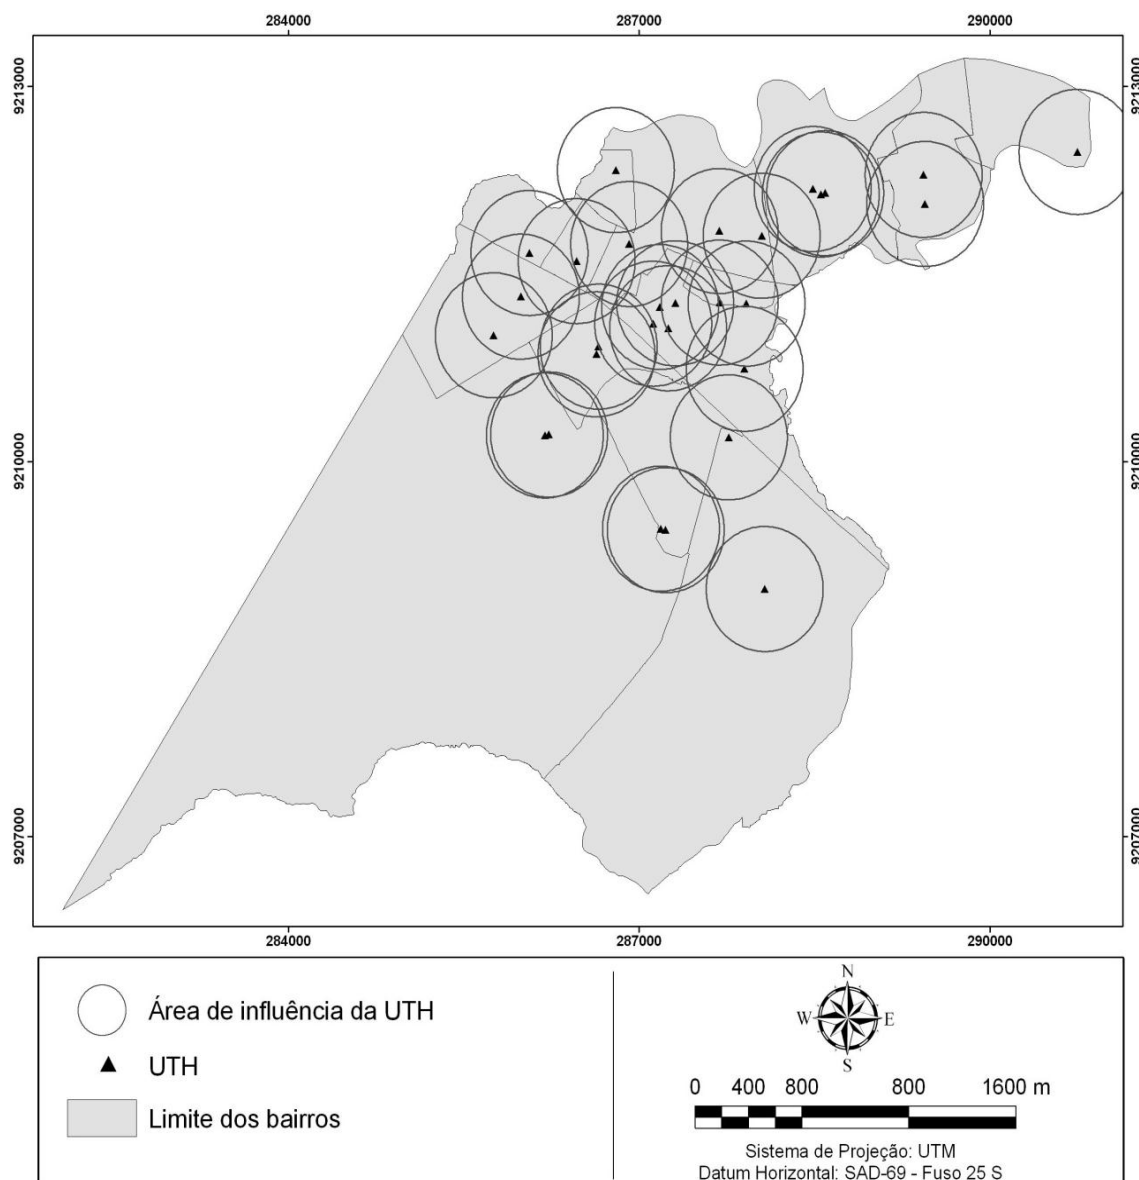 284000 287000 290000
9213000 9213000
9210000 9210000
9207000 9207000
284000 287000 290000
Área de influência da UTH
UTH
Limite dos bairros
N
W E
S
0 400 800 800 1600 m
Sistema de Projeção: UTM
Datum Horizontal: SAD-69 - Fuso 25 S